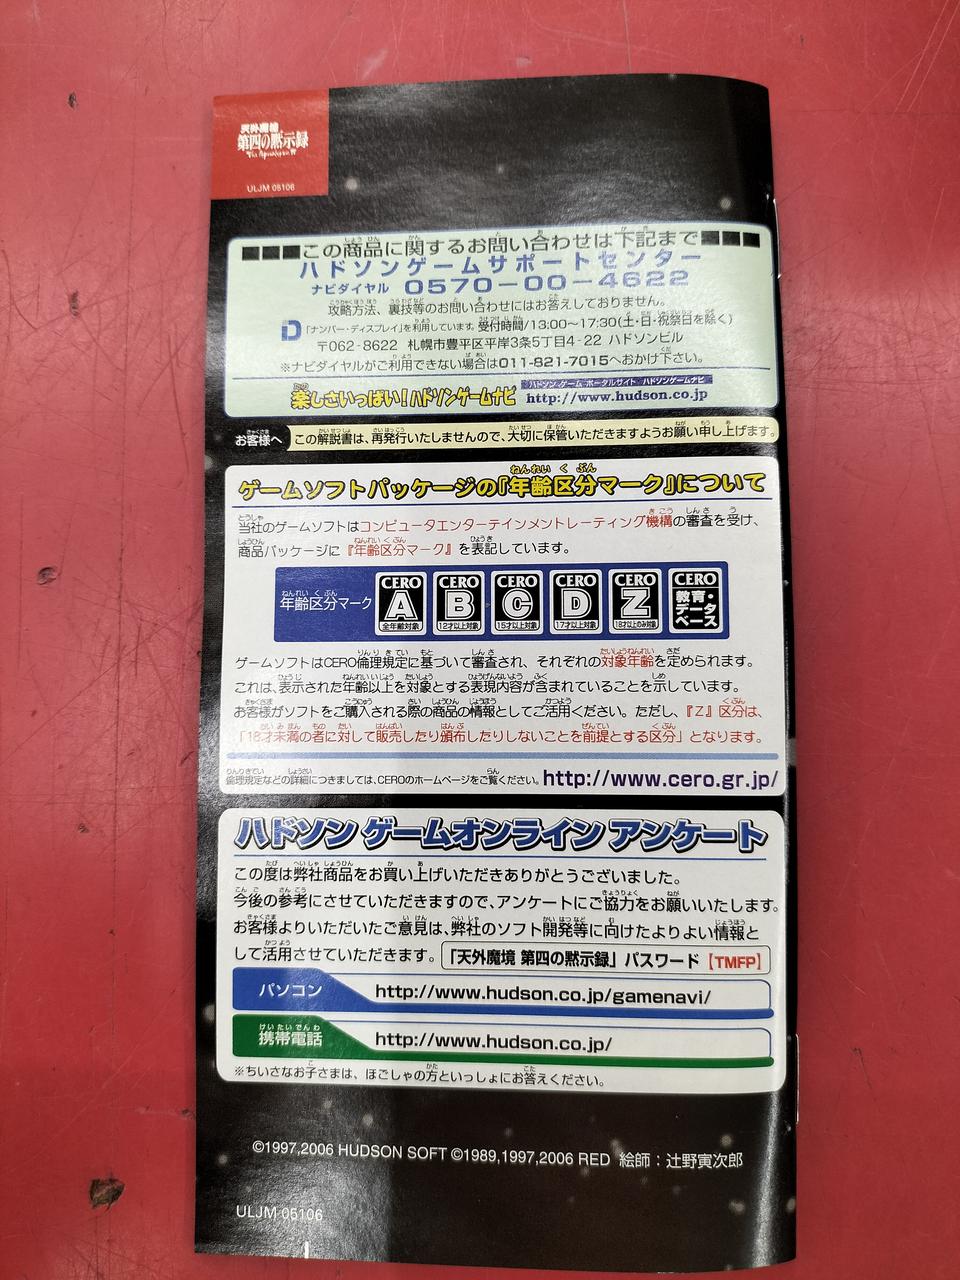 天外魔境
第四の黙示録
The Apocalypse IV
ULJM 05106
■■■■この商品に関するお問い合わせは下記まで■■■■
ハドソンゲームサポートセンター
ナビダイヤル 0570-00-4622
攻略方法、裏技等のお問い合わせにはお答えしておりません。
D 「ナンバー・ディスプレイ」を利用しています。受付時間/13:00〜17:30(土・日・祝祭日を除く)
〒062-8622 札幌市豊平区平岸3条5丁目4-22 ハドソンビル
※ナビダイヤルがご利用できない場合は011-821-7015へおかけ下さい。
楽しさいっぱい!ハドソンゲームナビ
ハドソン ゲーム ポータルサイト ハドソンゲームナビ
http://www.hudson.co.jp
お客様へ この解説書は、再発行いたしませんので、大切に保管いただきますようお願い申し上げます。
ゲームソフトパッケージの『年齢区分マーク』について
当社のゲームソフトはコンピュータエンターテインメントレーティング機構の審査を受け、
商品パッケージに『年齢区分マーク』を表記しています。
年齢区分マーク
CERO A 全年齢対象
CERO B 12才以上対象
CERO C 15才以上対象
CERO D 17才以上対象
CERO Z 18才以上のみ対象
CERO 教育・データベース
ゲームソフトはCERO倫理規定に基づいて審査され、それぞれの対象年齢を定められます。
これは、表示された年齢以上を対象とする表現内容が含まれていることを示しています。
お客様がソフトをご購入される際の商品の情報としてご活用ください。ただし、『Z』区分は、
「18才未満の者に対して販売したり頒布したりしないことを前提とする区分」となります。
倫理規定などの詳細につきましては、CEROのホームページをご覧ください。http://www.cero.gr.jp/
ハドソン ゲームオンライン アンケート
この度は弊社商品をお買い上げいただきありがとうございました。
今後の参考にさせていただきますので、アンケートにご協力をお願いいたします。
お客様よりいただいたご意見は、弊社のソフト開発等に向けたよりよい情報と
して活用させていただきます。「天外魔境 第四の黙示録」パスワード【TMFP】
パソコン http://www.hudson.co.jp/gamenavi/
携帯電話 http://www.hudson.co.jp/
※ちいさなお子さまは、ほごしゃの方といっしょにお答えください。
©1997,2006 HUDSON SOFT ©1989,1997,2006 RED 絵師：辻野寅次郎
ULJM 05106